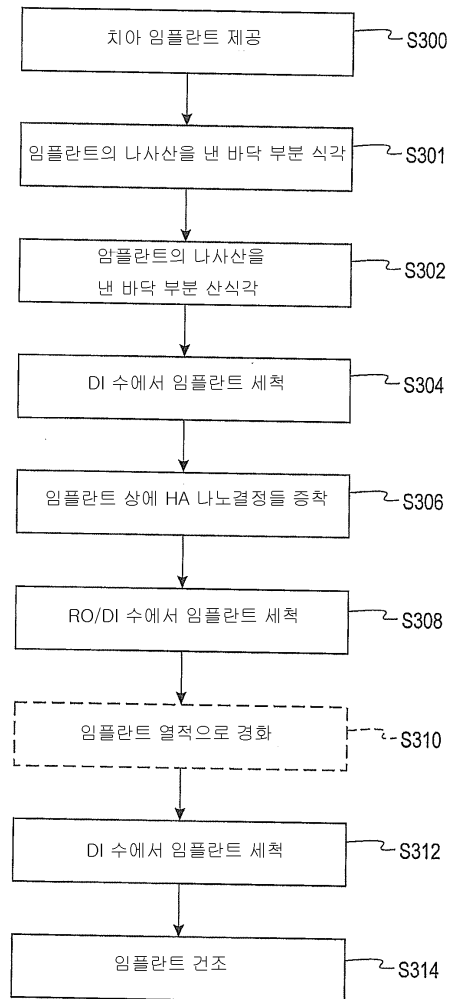 치아 임플란트 제공
S300
임플란트의 나사산을 낸 바닥 부분 식각
S301
암플란트의 나사산을
낸 바닥 부분 산식각
S302
DI 수에서 임플란트 세척
S304
임플란트 상에 HA 나노결정들 증착
S306
RO/DI 수에서 임플란트 세척
S308
임플란트 열적으로 경화
S310
DI 수에서 임플란트 세척
S312
임플란트 건조
S314